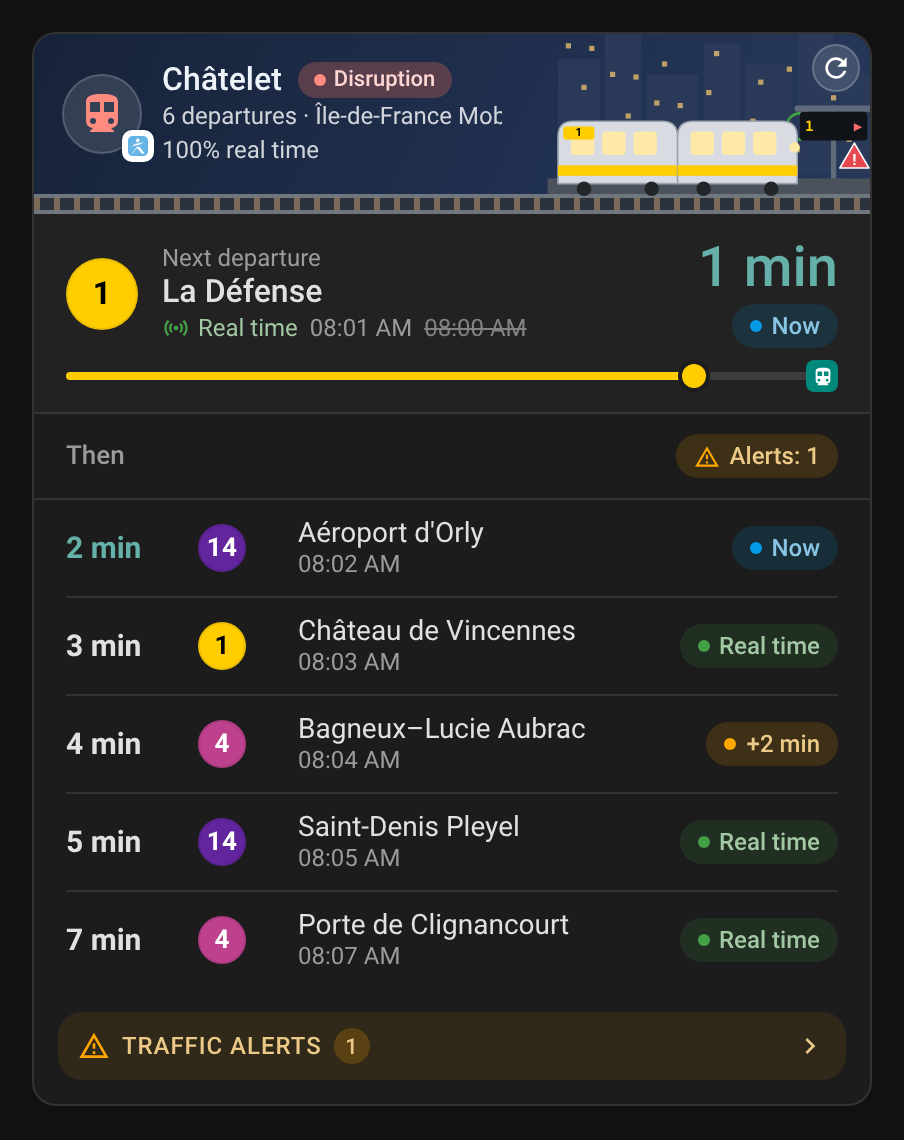 Châtelet
Disruption
6 departures · Île-de-France Mob
100% real time
1
1
1
Next departure
La Défense
Real time 08:01 AM 08:00 AM
1 min
Now
Then
Alerts: 1
2 min 14 Aéroport d'Orly Now
08:02 AM
3 min 1 Château de Vincennes Real time
08:03 AM
4 min 4 Bagneux–Lucie Aubrac +2 min
08:04 AM
5 min 14 Saint-Denis Pleyel Real time
08:05 AM
7 min 4 Porte de Clignancourt Real time
08:07 AM
TRAFFIC ALERTS 1